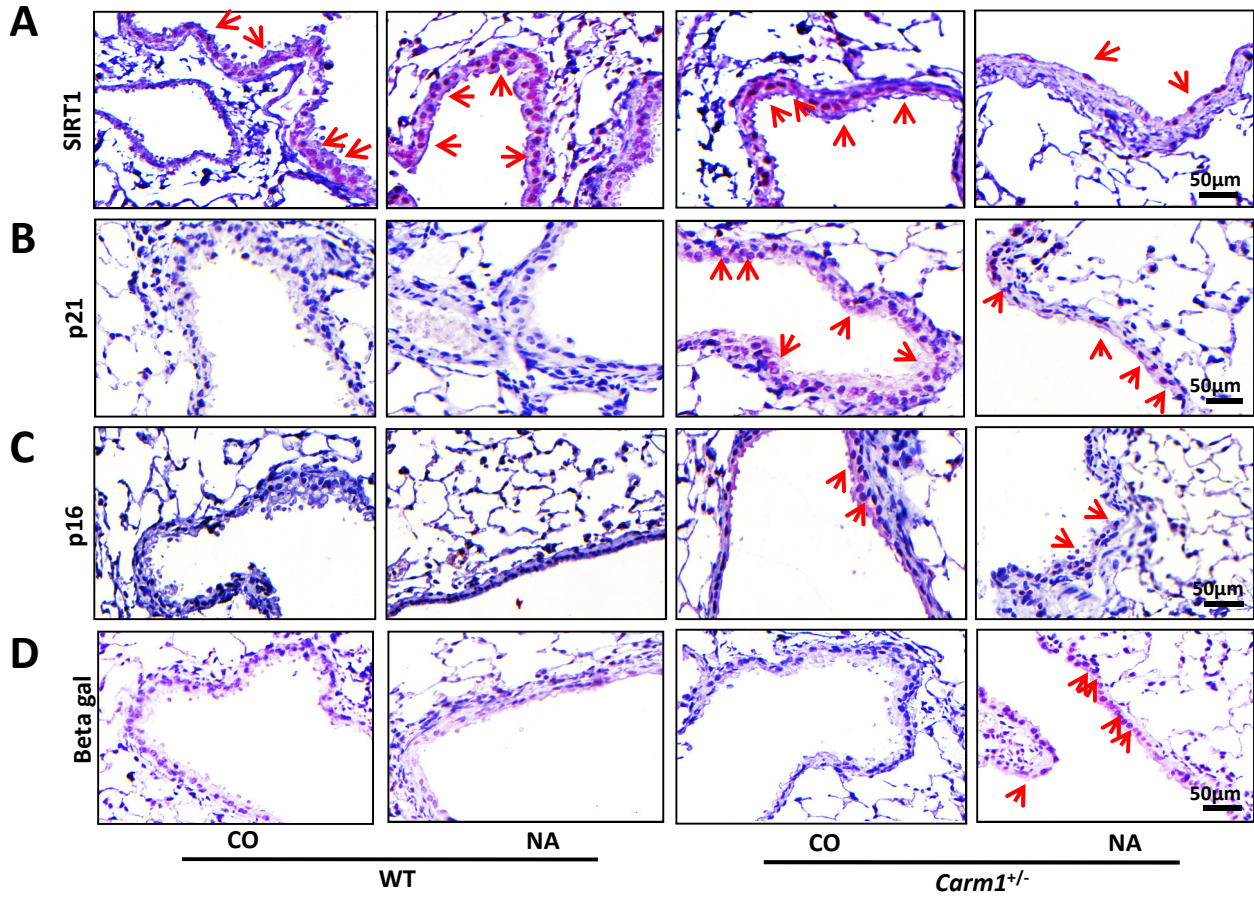 A
SIRT1
50µm
B
p21
50µm
C
p16
50µm
D
Beta gal
50µm
CO NA CO NA
WT Carm1+/-